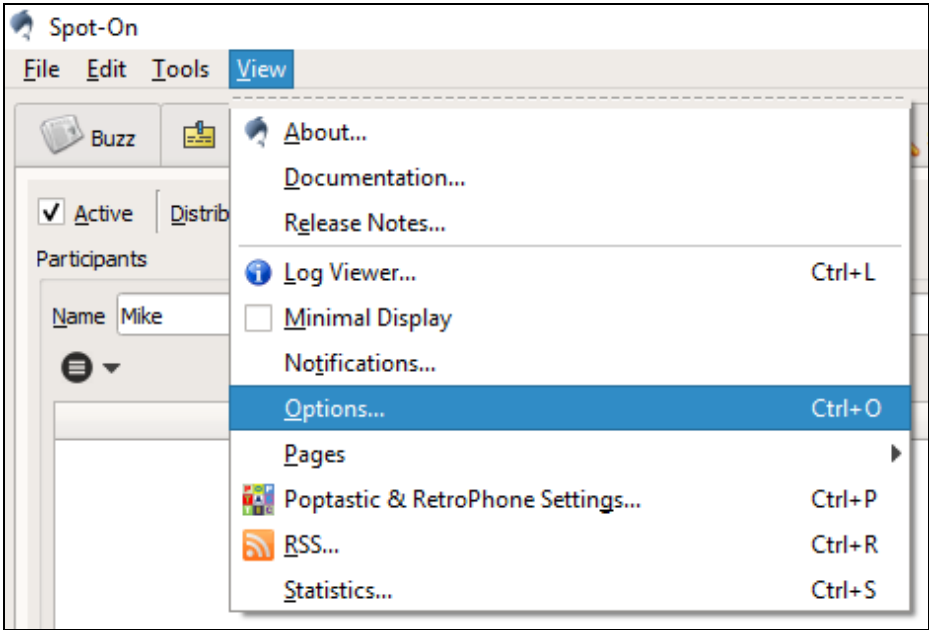 Spot-On
File Edit Tools View
Buzz
About...
Documentation...
Release Notes...
Active Distrib
Participants
Log Viewer... Ctrl+L
Name Mike
Minimal Display
Notifications...
Options... Ctrl+O
Pages
Poptastic & RetroPhone Settings... Ctrl+P
RSS... Ctrl+R
Statistics... Ctrl+S